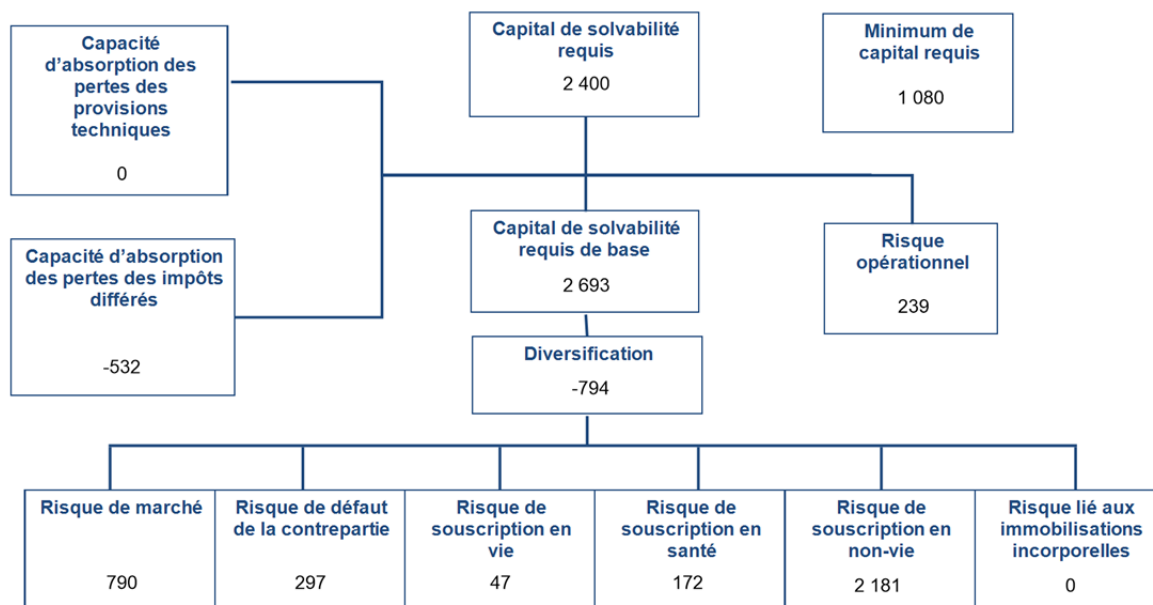 Capacité
d’absorption des
pertes des
provisions
techniques
0
Capital de solvabilité
requis
2 400
Minimum de
capital requis
1 080
Capacité d’absorption
des pertes des impôts
différés
-532
Capital de solvabilité
requis de base
2 693
Risque
opérationnel
239
Diversification
-794
Risque de marché
790
Risque de défaut
de la contrepartie
297
Risque de
souscription en
vie
47
Risque de
souscription en
santé
172
Risque de
souscription en
non-vie
2 181
Risque lié aux
immobilisations
incorporelles
0